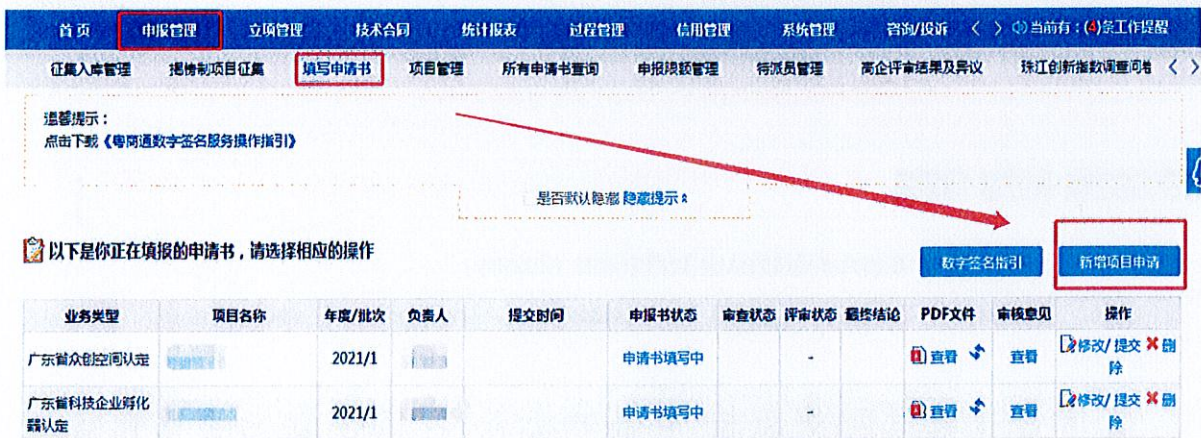 首页 申报管理 立项管理 技术合同 统计报表 过程管理 信用管理 系统管理 咨询/投诉 < > 当前有：(4)条工作提醒
征集入库管理 揭榜制项目征集 填写申请书 项目管理 所有申请书查询 申报限额管理 特派员管理 高企评审结果及异议 珠江创新指数调查问卷 < >
温馨提示：
点击下载《粤商通数字签名服务操作指引》
是否默认隐藏 隐藏提示
以下是你正在填报的申请书，请选择相应的操作
数字签名指引 新增项目申请
业务类型 项目名称 年度/批次 负责人 提交时间 申报书状态 审查状态 评审状态 最终结论 PDF文件 审核意见 操作
广东省众创空间认定 2021/1 申请书填写中 - 查看 查看 修改/ 提交 删
除
广东省科技企业孵化
器认定 2021/1 申请书填写中 - 查看 查看 修改/ 提交 删
除